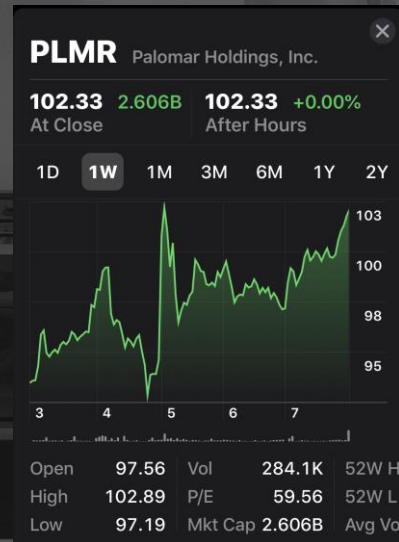 PLMR Palomar Holdings, Inc.
102.33 2.606B 102.33 +0.00%
At Close After Hours
1D 1W 1M 3M 6M 1Y 2Y
103
100
98
95
3 4 5 6 7
Open 97.56 Vol 284.1K 52W H
High 102.89 P/E 59.56 52W L
Low 97.19 Mkt Cap 2.606B Avg Vo